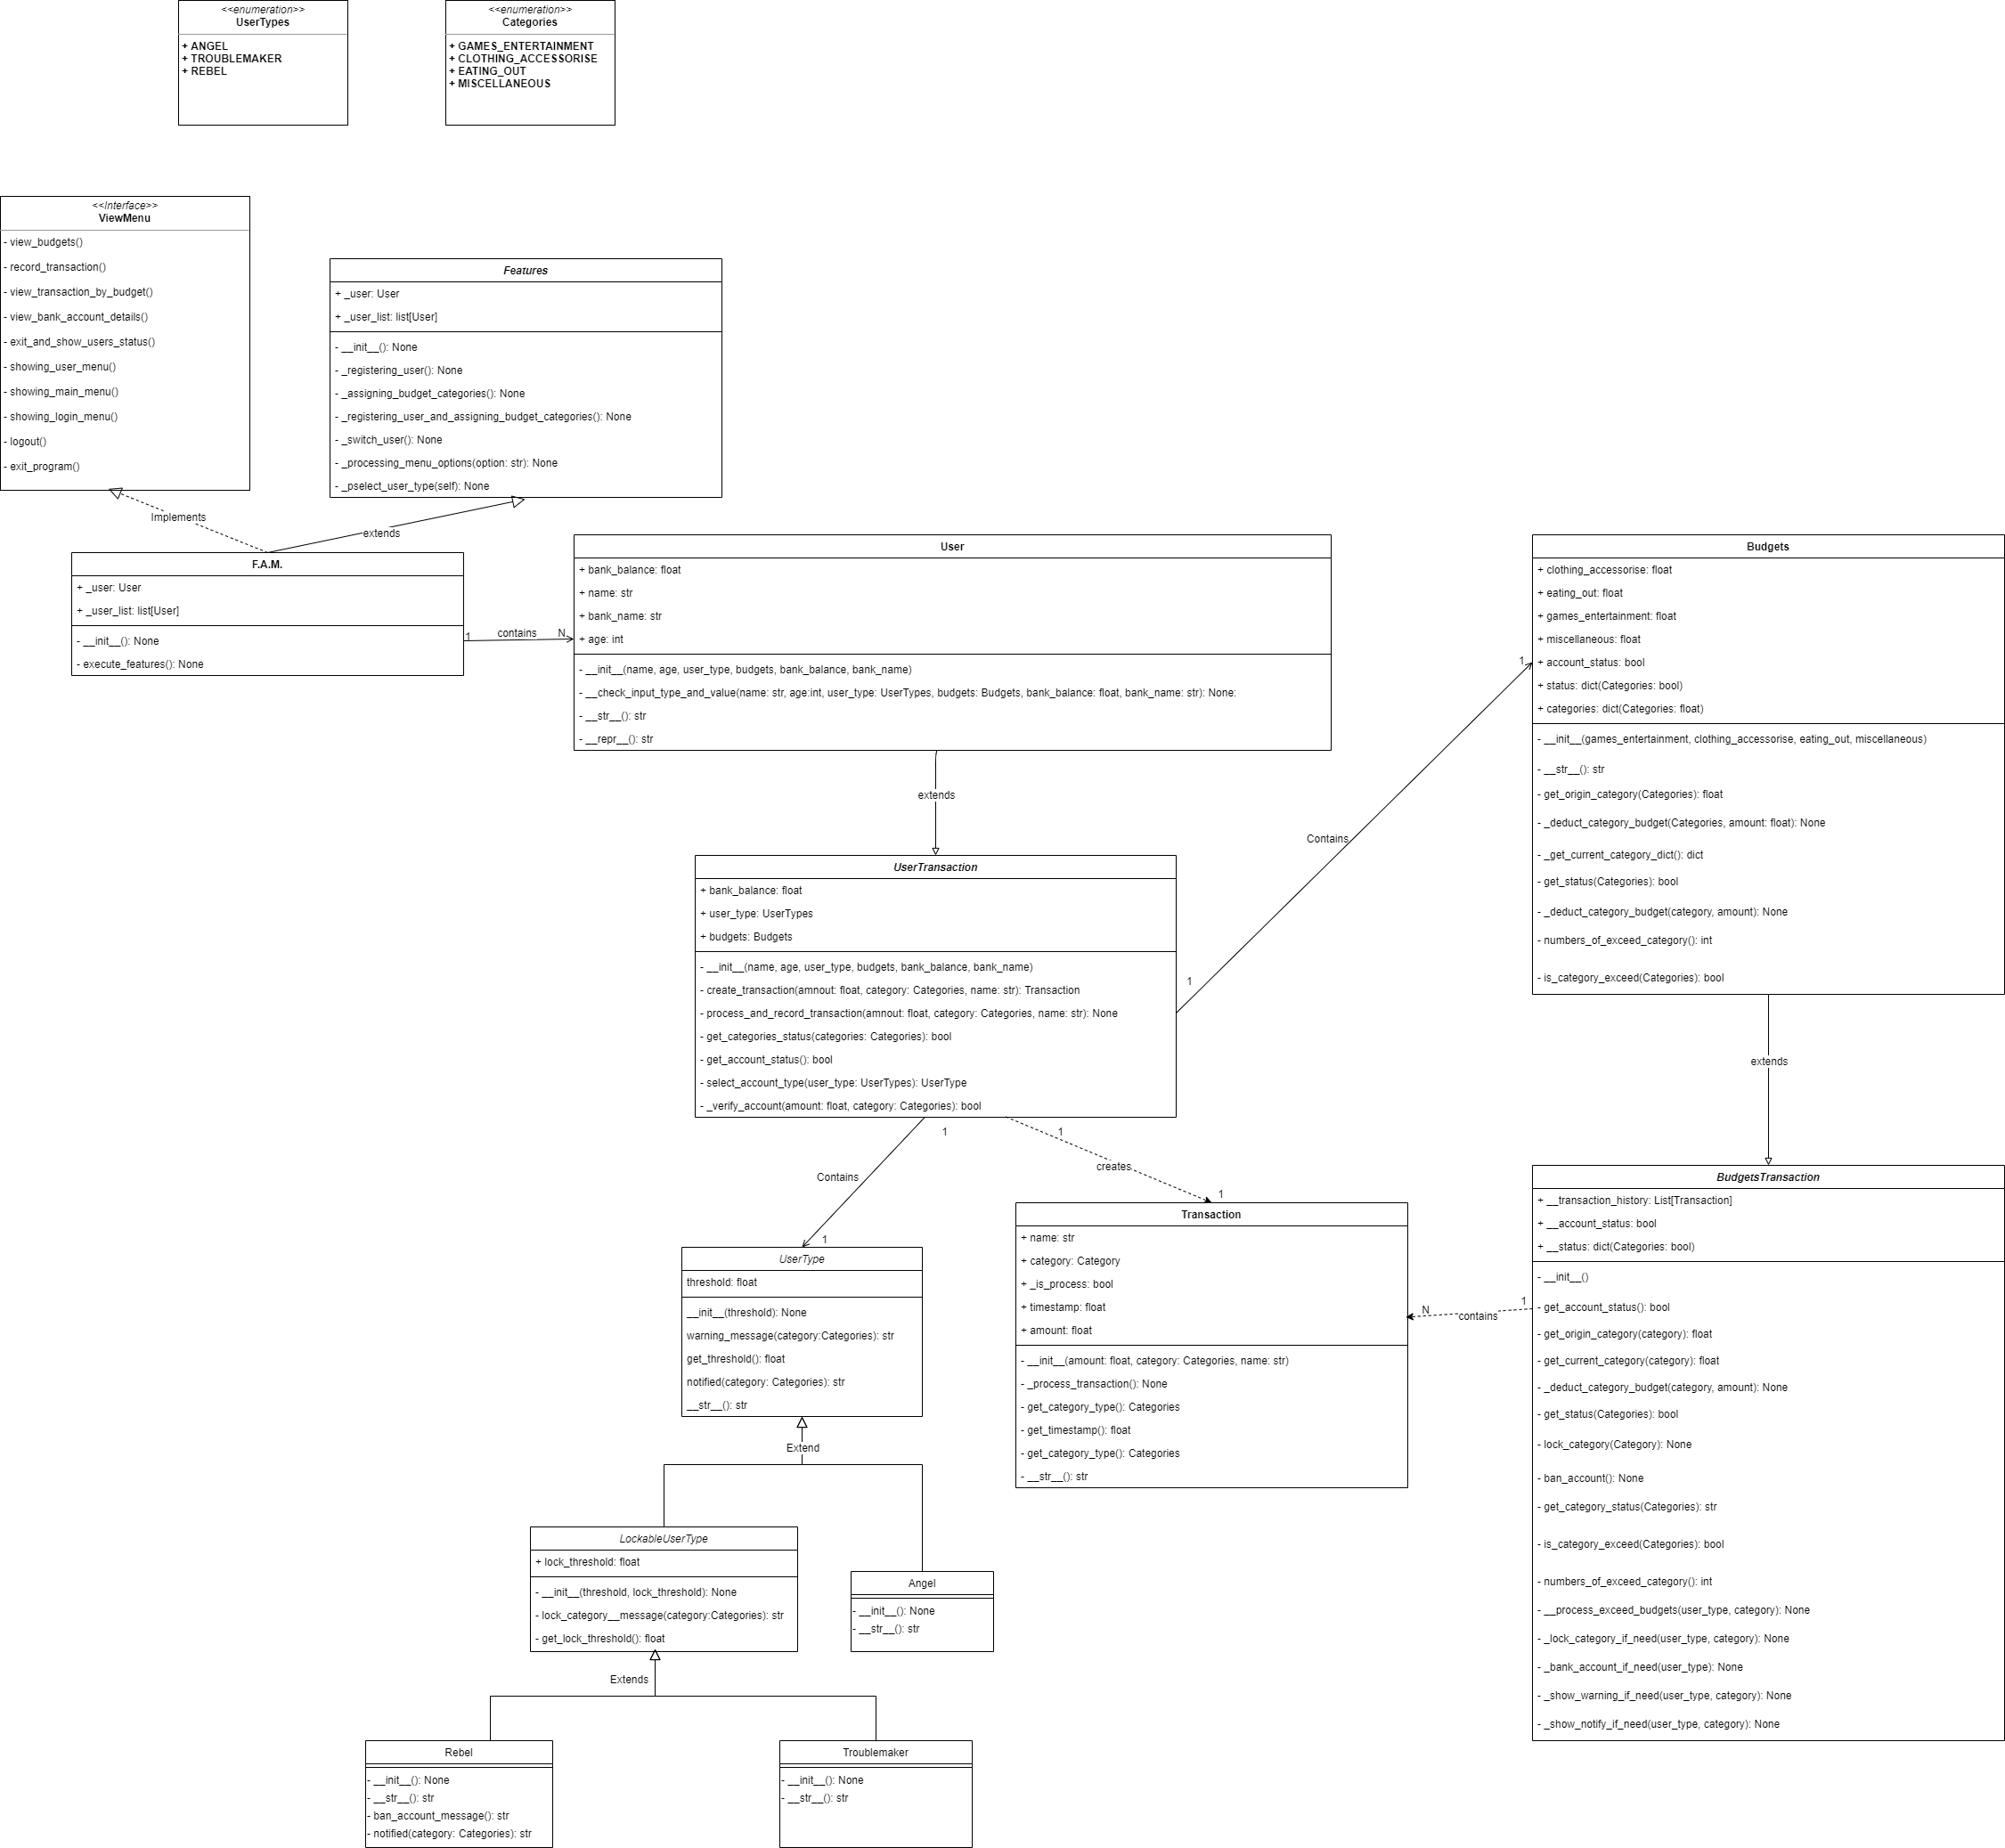 <<enumeration>>
UserTypes
+ ANGEL
+ TROUBLEMAKER
+ REBEL
<<enumeration>>
Categories
+ GAMES_ENTERTAINMENT
+ CLOTHING_ACCESSORISE
+ EATING_OUT
+ MISCELLANEOUS
<<Interface>>
ViewMenu
- view_budgets()
- record_transaction()
- view_transaction_by_budget()
- view_bank_account_details()
- exit_and_show_users_status()
- showing_user_menu()
- showing_main_menu()
- showing_login_menu()
- logout()
- exit_program()
Features
+ _user: User
+ _user_list: list[User]
- __init__(): None
- _registering_user(): None
- _assigning_budget_categories(): None
- _registering_user_and_assigning_budget_categories(): None
- _switch_user(): None
- _processing_menu_options(option: str): None
- _pselect_user_type(self): None
Implements
extends
F.A.M.
+ _user: User
+ _user_list: list[User]
- __init__(): None
- execute_features(): None
1
contains
N
User
+ bank_balance: float
+ name: str
+ bank_name: str
+ age: int
- __init__(name, age, user_type, budgets, bank_balance, bank_name)
- __check_input_type_and_value(name: str, age:int, user_type: UserTypes, budgets: Budgets, bank_balance: float, bank_name: str): None:
- __str__(): str
- __repr__(): str
extends
Budgets
+ clothing_accessorise: float
+ eating_out: float
+ games_entertainment: float
+ miscellaneous: float
+ account_status: bool
+ status: dict(Categories: bool)
+ categories: dict(Categories: float)
- __init__(games_entertainment, clothing_accessorise, eating_out, miscellaneous)
- __str__(): str
- get_origin_category(Categories): float
- _deduct_category_budget(Categories, amount: float): None
- _get_current_category_dict(): dict
- get_status(Categories): bool
- _deduct_category_budget(category, amount): None
- numbers_of_exceed_category(): int
- is_category_exceed(Categories): bool
1
Contains
1
extends
UserTransaction
+ bank_balance: float
+ user_type: UserTypes
+ budgets: Budgets
- __init__(name, age, user_type, budgets, bank_balance, bank_name)
- create_transaction(amnout: float, category: Categories, name: str): Transaction
- process_and_record_transaction(amnout: float, category: Categories, name: str): None
- get_categories_status(categories: Categories): bool
- get_account_status(): bool
- select_account_type(user_type: UserTypes): UserType
- _verify_account(amount: float, category: Categories): bool
1
Contains
1
1
creates
1
UserType
threshold: float
__init__(threshold): None
warning_message(category:Categories): str
get_threshold(): float
notified(category: Categories): str
__str__(): str
Extend
Transaction
+ name: str
+ category: Category
+ _is_process: bool
+ timestamp: float
+ amount: float
- __init__(amount: float, category: Categories, name: str)
- _process_transaction(): None
- get_category_type(): Categories
- get_timestamp(): float
- get_category_type(): Categories
- __str__(): str
N
contains
1
BudgetsTransaction
+ __transaction_history: List[Transaction]
+ __account_status: bool
+ __status: dict(Categories: bool)
- __init__()
- get_account_status(): bool
- get_origin_category(category): float
- get_current_category(category): float
- _deduct_category_budget(category, amount): None
- get_status(Categories): bool
- lock_category(Category): None
- ban_account(): None
- get_category_status(Categories): str
- is_category_exceed(Categories): bool
- numbers_of_exceed_category(): int
- __process_exceed_budgets(user_type, category): None
- _lock_category_if_need(user_type, category): None
- _bank_account_if_need(user_type): None
- _show_warning_if_need(user_type, category): None
- _show_notify_if_need(user_type, category): None
LockableUserType
+ lock_threshold: float
- __init__(threshold, lock_threshold): None
- lock_category__message(category:Categories): str
- get_lock_threshold(): float
Angel
- __init__(): None
- __str__(): str
Extends
Rebel
- __init__(): None
- __str__(): str
- ban_account_message(): str
- notified(category: Categories): str
Troublemaker
- __init__(): None
- __str__(): str